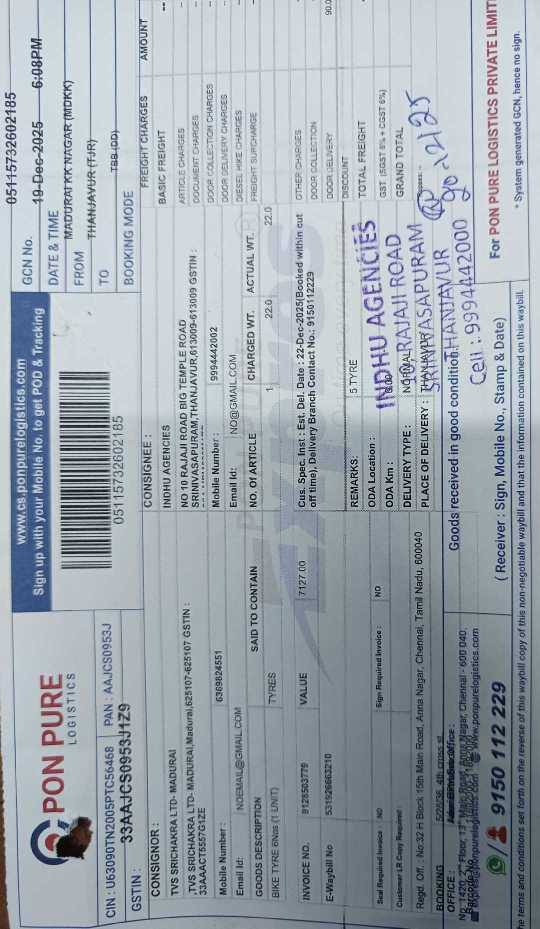 PON PURE
LOGISTICS
www.cs.ponpurelogistics.com
Sign up with your Mobile No. to get POD & Tracking
05115732602185
CIN : U63090TN2005PTC56468 PAN : AAJCS0953J
GSTIN : 33AAJCS0953J1Z9
GCN No. 05115732602185
DATE & TIME 19-Dec-2025 6:08PM
FROM MADURAI KK NAGAR (MDKK)
TO THANJAVUR (TJR)
BOOKING MODE TBB (DD)
CONSIGNOR :
TVS SRICHAKRA LTD- MADURAI
,TVS SRICHAKRA LTD- MADURAI,Madurai,625107-625107 GSTIN :
33AAACT5557G1ZE
Mobile Number : 6369824551
Email Id: NOEMAIL@GMAIL.COM
CONSIGNEE :
INDHU AGENCIES
NO 10 RAJAJI ROAD BIG TEMPLE ROAD
SRINIVASAPURAM,THANJAVUR,613009-613009 GSTIN :
Mobile Number : 9994442002
Email Id: NO@GMAIL.COM
GOODS DESCRIPTION SAID TO CONTAIN NO. Of ARTICLE CHARGED WT. ACTUAL WT.
BIKE TYRE 6Nos (1 UNIT) TYRES 1 22.0 22.0
INVOICE NO. 9128503779 VALUE 7127.00
E-Waybill No 531926663210
Cus. Spec. Inst : Est. Del. Date : 22-Dec-2025(Booked within cut
off time), Delivery Branch Contact No.: 9150112229
REMARKS: 5 TYRE
Seal Required Invoice : NO Sign Required Invoice : NO
Customer LR Copy Required :
ODA Location :
ODA Km : 0.00
DELIVERY TYPE : NORMAL
PLACE OF DELIVERY : THANJAVUR
FREIGHT CHARGES AMOUNT
BASIC FREIGHT --
ARTICLE CHARGES
DOCUMENT CHARGES
DOOR COLLECTION CHARGES
DOOR DELIVERY CHARGES
DIESEL HIKE CHARGES
FREIGHT SURCHARGE
OTHER CHARGES
DOOR COLLECTION
DOOR DELIVERY 90.0
DISCOUNT
TOTAL FREIGHT
GST (SGST 6% + CGST 6%)
GRAND TOTAL
INDHU AGENCIES
RAJAJI ROAD
SRINIVASAPURAM
THANJAVUR
Cell : 9994442000
20-12/25
Regd. Off. : No:32 H Block 15th Main Road, Anna Nagar, Chennai, Tamil Nadu, 600040
BOOKING
OFFICE :
www.ponpurelogistics.com
9150 112 229
Goods received in good condition.
( Receiver : Sign, Mobile No., Stamp & Date)
For PON PURE LOGISTICS PRIVATE LIMIT
* System generated GCN, hence no sign.
he terms and conditions set forth on the reverse of this waybill copy of this non-negotiable waybill and that the information contained on this waybill.